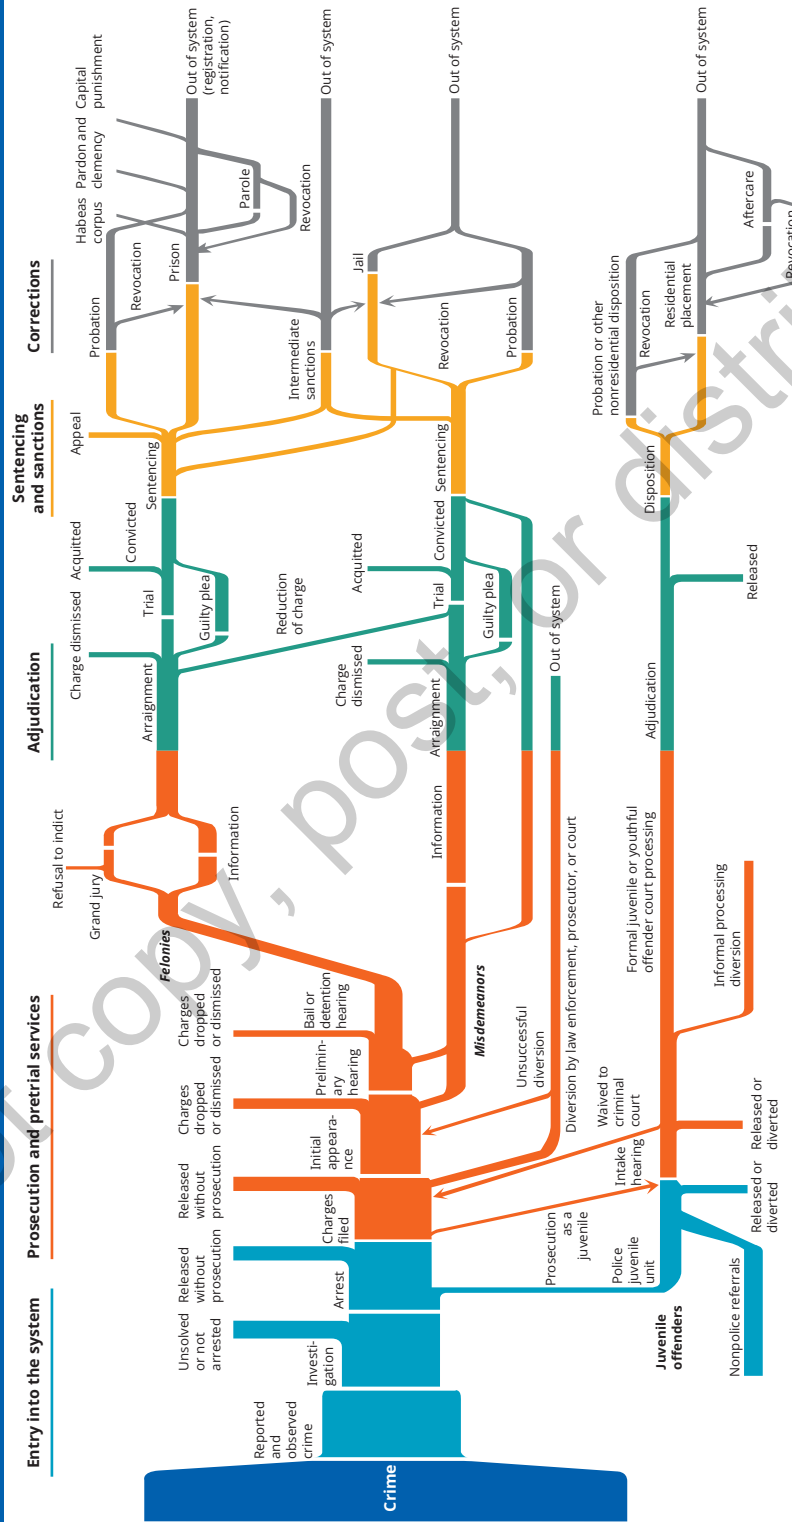 Entry into the system
Prosecution and pretrial services
Adjudication
Sentencing
and sanctions
Corrections
Crime
Reported
and
observed
crime
Investi-
gation
Unsolved
or not
arrested
Arrest
Released
without
prosecution
Charges
filed
Released
without
prosecution
Initial
appeara-
nce
Charges
dropped
or dismissed
Prelimin-
ary
hearing
Charges
dropped
or dismissed
Bail or
detention
hearing
Felonies
Grand jury
Refusal to indict
Information
Arraignment
Charge dismissed
Trial
Acquitted
Convicted
Guilty plea
Reduction
of charge
Sentencing
Appeal
Probation
Revocation
Prison
Habeas
corpus
Pardon and
clemency
Capital
punishment
Parole
Revocation
Out of system
(registration,
notification)
Intermediate
sanctions
Out of system
Misdemeanors
Information
Arraignment
Charge
dismissed
Trial
Acquitted
Convicted
Guilty plea
Sentencing
Jail
Revocation
Probation
Out of system
Unsuccessful
diversion
Diversion by law enforcement, prosecutor, or court
Out of system
Prosecution
as a
juvenile
Waived to
criminal
court
Juvenile
offenders
Police
juvenile
unit
Nonpolice referrals
Released or
diverted
Intake
hearing
Released or
diverted
Formal juvenile or youthful
offender court processing
Informal processing
diversion
Adjudication
Released
Disposition
Probation or other
nonresidential disposition
Revocation
Residential
placement
Aftercare
Revocation
Out of system
copy, post, or distri